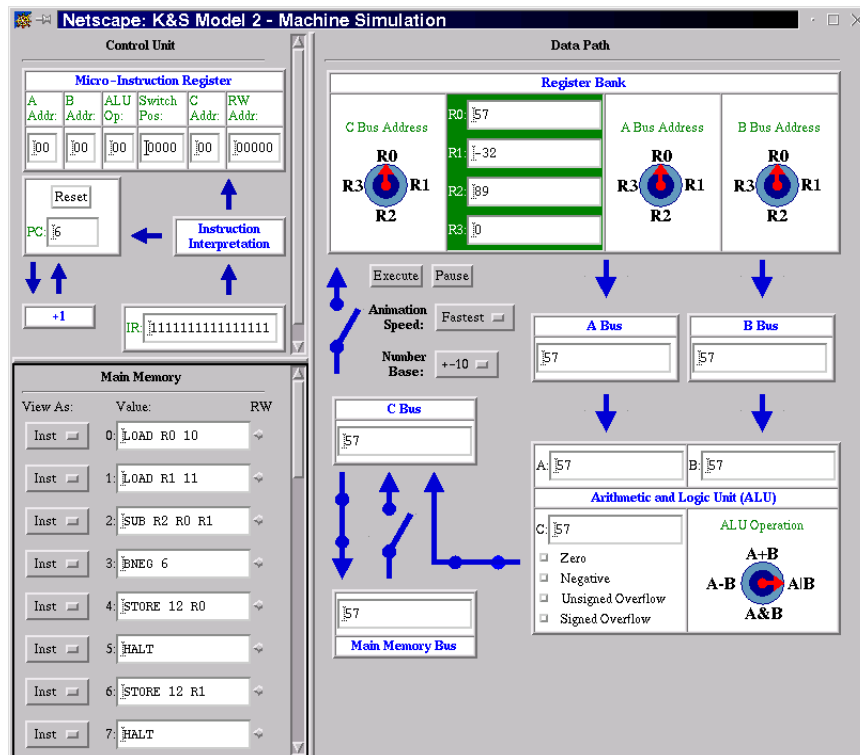 Netscape: K&S Model 2 - Machine Simulation
Control Unit
Micro-Instruction Register
A Addr: B Addr: ALU Op: Switch Pos: C Addr: RW Addr:
00 00 00 0000 00 00000
Reset
PC: 6
Instruction
Interpretation
+1
IR: 1111111111111111
Main Memory
View As: Value: RW
Inst 0: LOAD R0 10
Inst 1: LOAD R1 11
Inst 2: SUB R2 R0 R1
Inst 3: BNEG 6
Inst 4: STORE 12 R0
Inst 5: HALT
Inst 6: STORE 12 R1
Inst 7: HALT
Data Path
Register Bank
C Bus Address
R0
R3 R1
R2
R0: 57
R1: -32
R2: 89
R3: 0
A Bus Address
R0
R3 R1
R2
B Bus Address
R0
R3 R1
R2
Execute Pause
Animation
Speed: Fastest
Number
Base: +-10
A Bus
57
B Bus
57
C Bus
57
A: 57 B: 57
Arithmetic and Logic Unit (ALU)
C: 57
Zero
Negative
Unsigned Overflow
Signed Overflow
ALU Operation
A+B
A-B A|B
A&B
57
Main Memory Bus